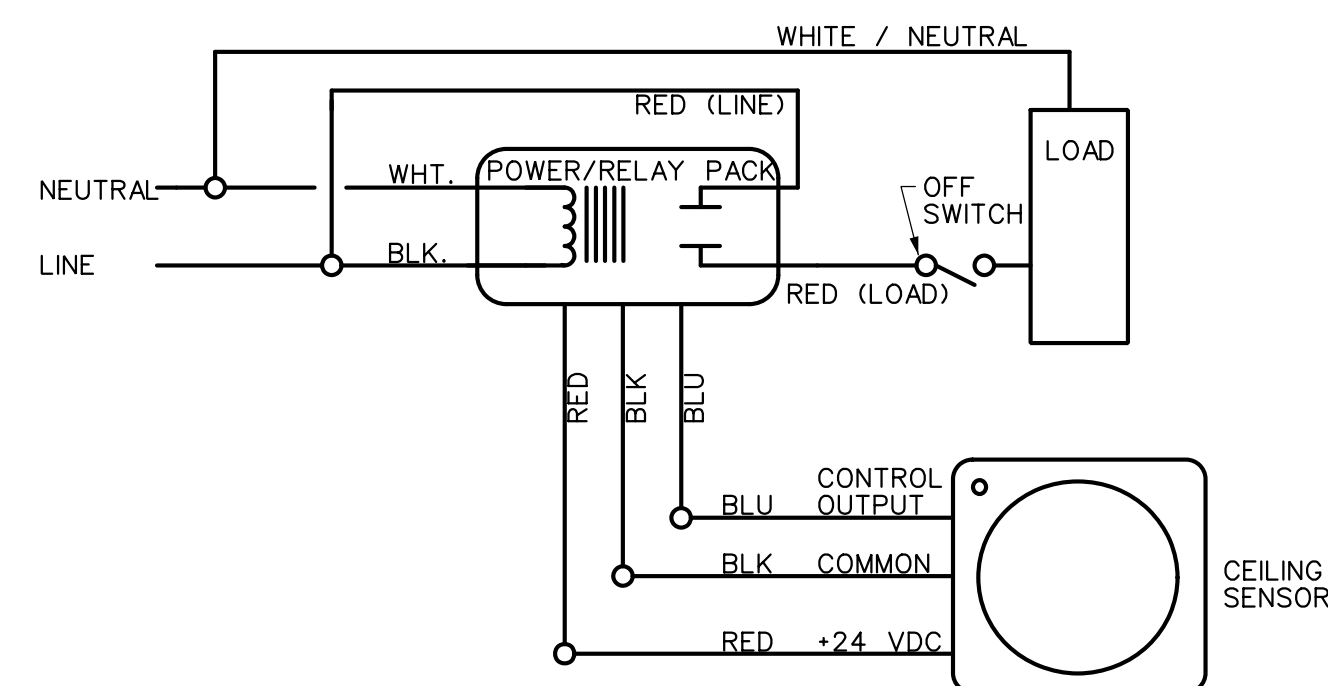 WHITE / NEUTRAL
RED (LINE)
LOAD
WHT.
POWER/RELAY PACK
NEUTRAL
OFF
SWITCH
LINE
BLK.
RED (LOAD)
RED
BLK
BLU
CONTROL
BLU OUTPUT
BLK COMMON
CEILING
SENSOR
RED +24 VDC